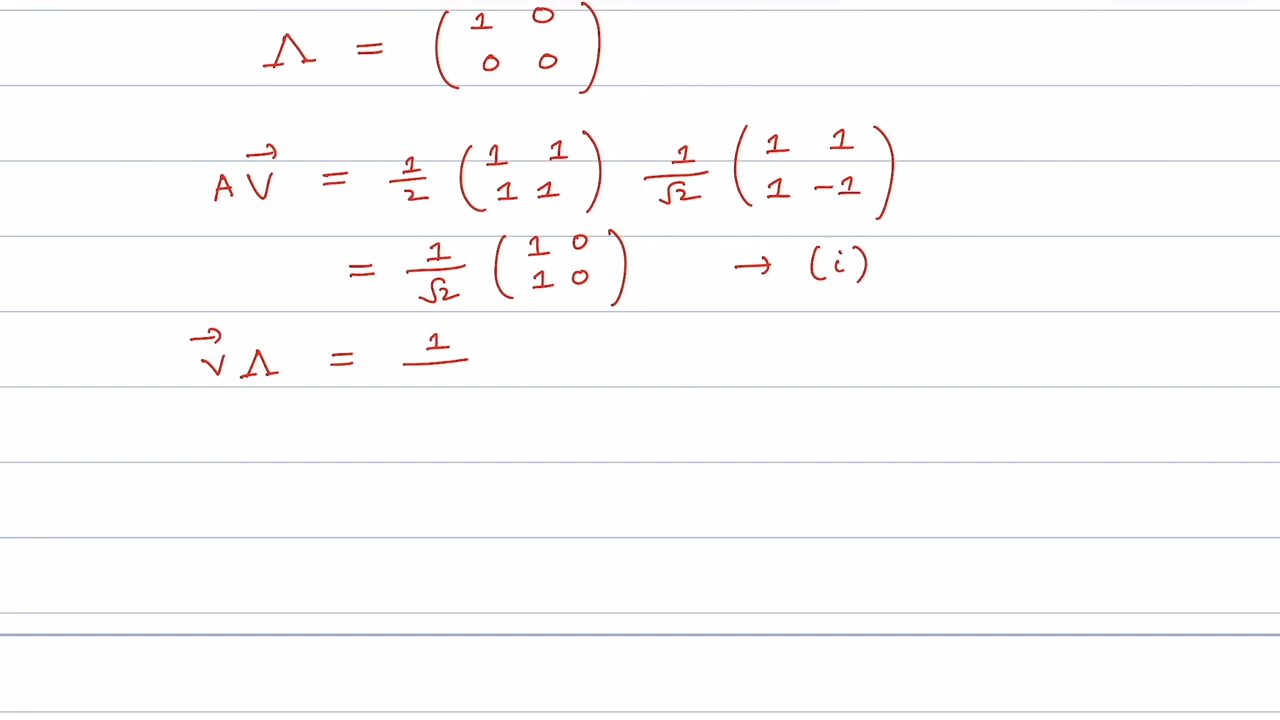 Λ = ( 1 0 0 0 )
A V→ = 1/2 ( 1 1 1 1 ) 1/√2 ( 1 1 1 -1 )
= 1/√2 ( 1 0 1 0 ) → (i)
v→ Λ = 1/